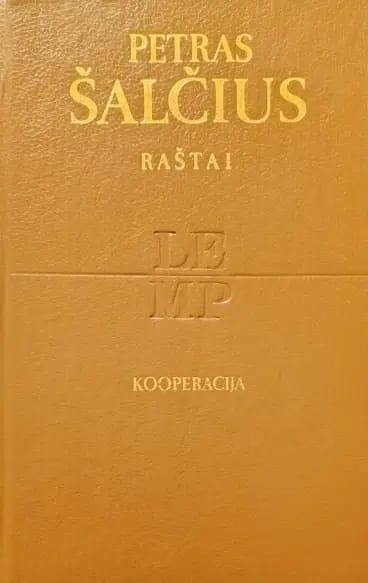 PETRAS
ŠALČIUS
RAŠTAI
LE
MP
KOOPERACIJA